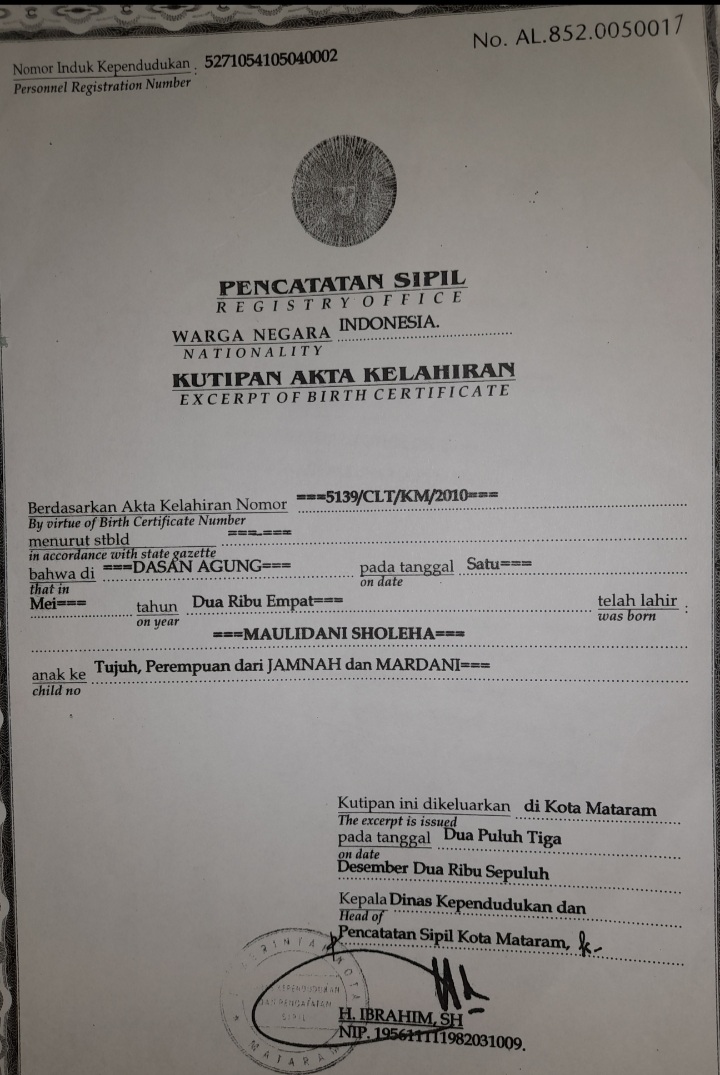 No. AL.852.0050017
Nomor Induk Kependudukan : 5271054105040002
Personnel Registration Number
PENCATATAN SIPIL
REGISTRY OFFICE
WARGA NEGARA INDONESIA.
NATIONALITY
KUTIPAN AKTA KELAHIRAN
EXCERPT OF BIRTH CERTIFICATE
Berdasarkan Akta Kelahiran Nomor ===5139/CLT/KM/2010===
By virtue of Birth Certificate Number
menurut stbld ===-===
in accordance with state gazette
bahwa di ===DASAN AGUNG=== pada tanggal Satu===
that in on date
Mei=== tahun Dua Ribu Empat=== telah lahir :
on year was born
===MAULIDANI SHOLEHA===
anak ke Tujuh, Perempuan dari JAMNAH dan MARDANI===
child no
Kutipan ini dikeluarkan di Kota Mataram
The excerpt is issued
pada tanggal Dua Puluh Tiga
on date
Desember Dua Ribu Sepuluh
Kepala Dinas Kependudukan dan
Head of
Pencatatan Sipil Kota Mataram,
KOTA
KEPENDUDUKAN
DAN PENCATATAN
SIPIL
MATARAM
H. IBRAHIM, SH
NIP. 195611111982031009.